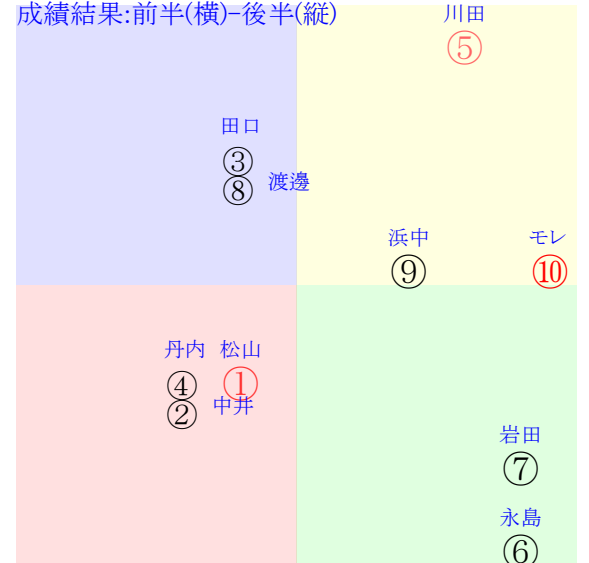 成績結果:前半(横)-後半(縦)
川田
⑤
田口
③
⑧ 渡邊
浜中 モレ
⑨ ⑩
丹内 松山
④ ①
② 中井
岩田
⑦
永島
⑥